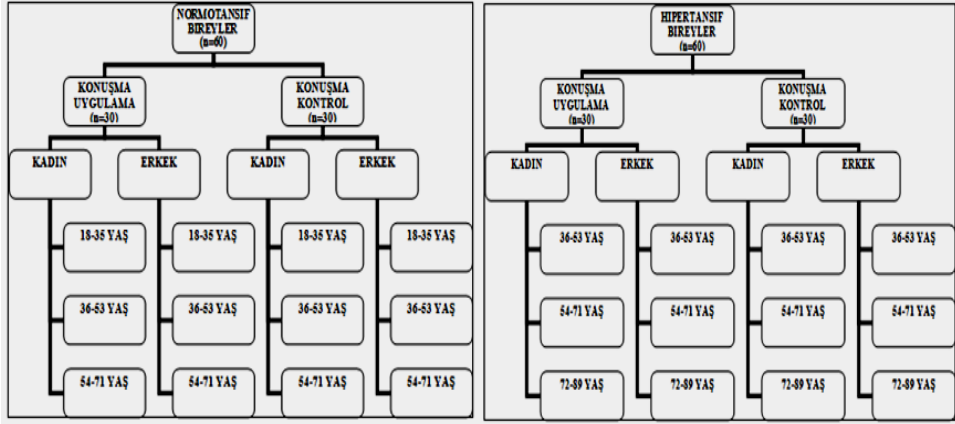 NORMOTANSIF
BIREYLER
(n=60)
KONUŞMA
UYGULAMA
(n=30)
KONUŞMA
KONTROL
(n=30)
KADIN
ERKEK
KADIN
ERKEK
18-35 YAŞ
18-35 YAŞ
18-35 YAŞ
18-35 YAŞ
36-53 YAŞ
36-53 YAŞ
36-53 YAŞ
36-53 YAŞ
54-71 YAŞ
54-71 YAŞ
54-71 YAŞ
54-71 YAŞ
HIPERTANSIF
BIREYLER
(n=60)
KONUŞMA
UYGULAMA
(n=30)
KONUŞMA
KONTROL
(n=30)
KADIN
ERKEK
KADIN
ERKEK
36-53 YAŞ
36-53 YAŞ
36-53 YAŞ
36-53 YAŞ
54-71 YAŞ
54-71 YAŞ
54-71 YAŞ
54-71 YAŞ
72-89 YAŞ
72-89 YAŞ
72-89 YAŞ
72-89 YAŞ